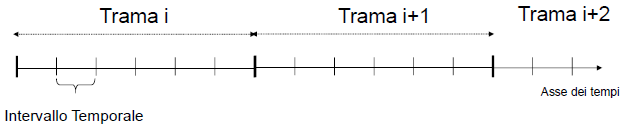 Trama i
Trama i+1
Trama i+2
Asse dei tempi
Intervallo Temporale